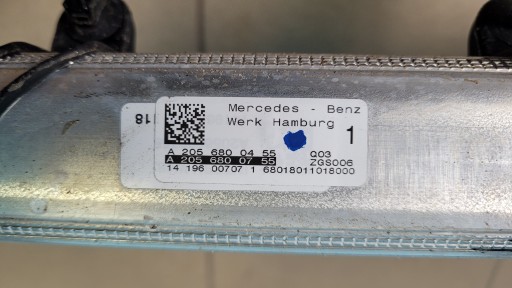 Mercedes - Benz
Werk Hamburg
1
A 205 680 04 55 Q03
A 205 680 07 55 ZGS006
14 196 00707 1 68018011018000